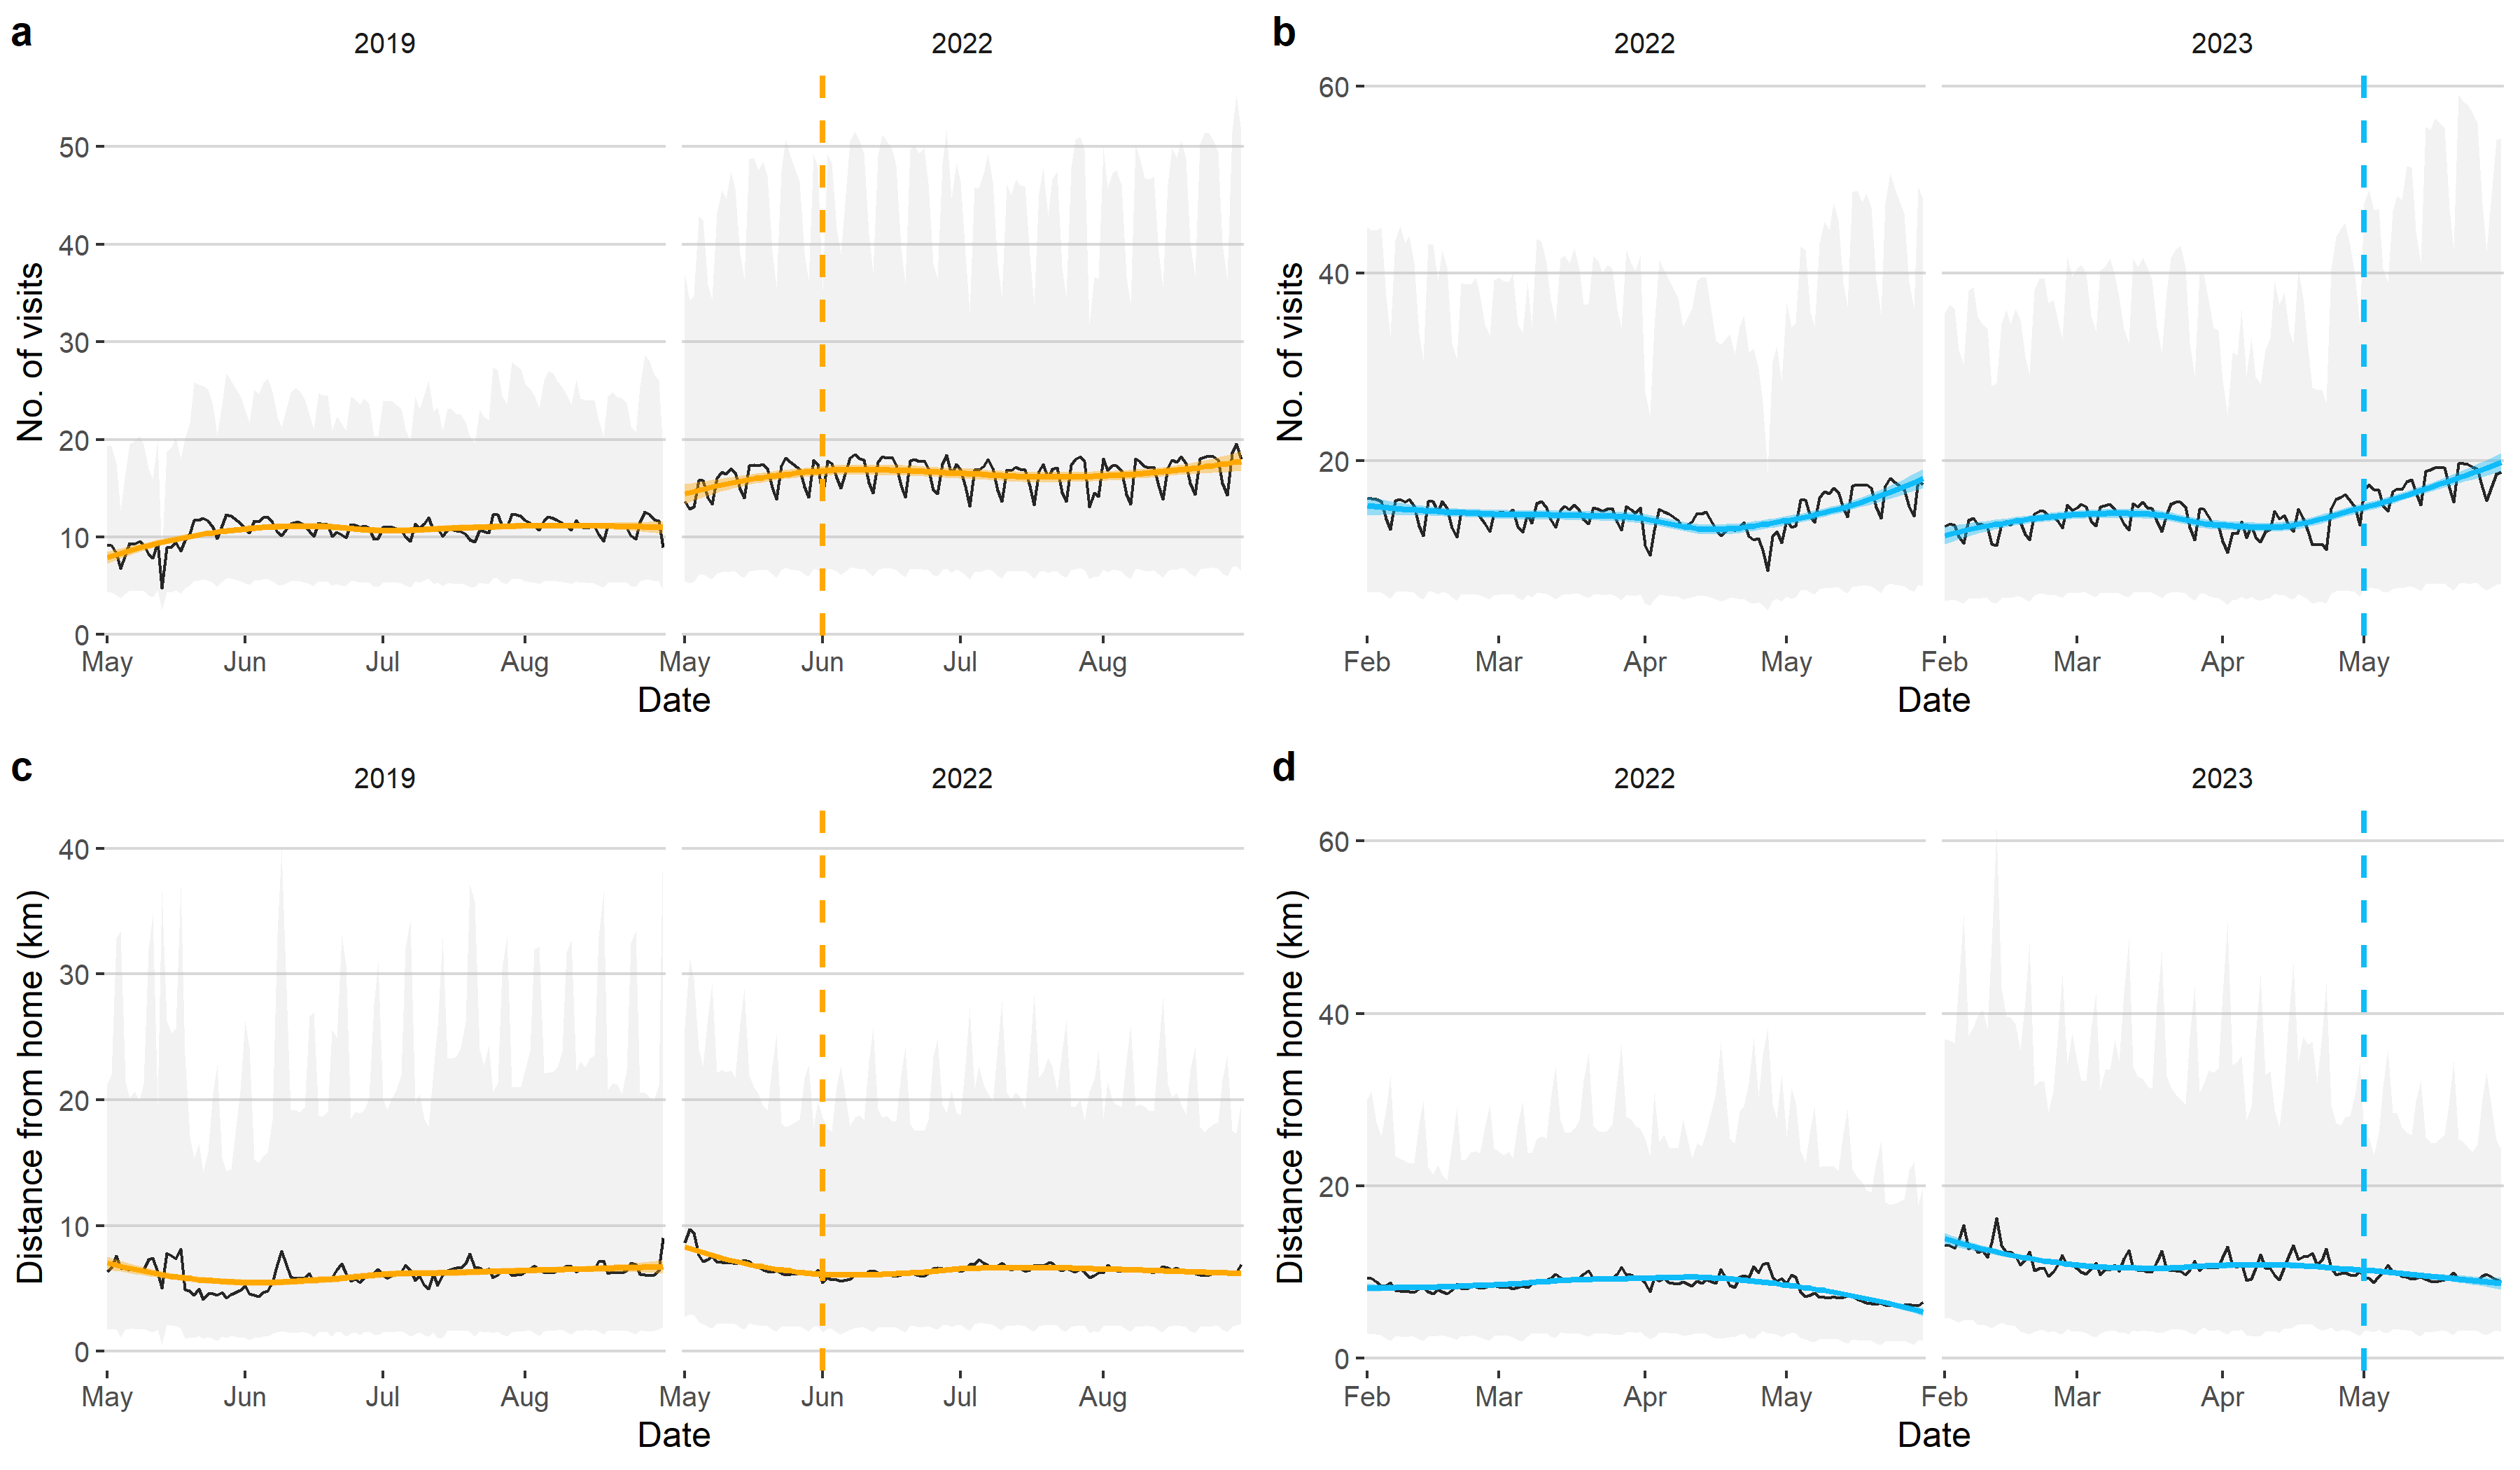 a
2019 2022
No. of visits
50
40
30
20
10
0
May Jun Jul Aug May Jun Jul Aug
Date
b
2022 2023
No. of visits
60
40
20
Feb Mar Apr May Feb Mar Apr May
Date
c
2019 2022
Distance from home (km)
40
30
20
10
0
May Jun Jul Aug May Jun Jul Aug
Date
d
2022 2023
Distance from home (km)
60
40
20
0
Feb Mar Apr May Feb Mar Apr May
Date